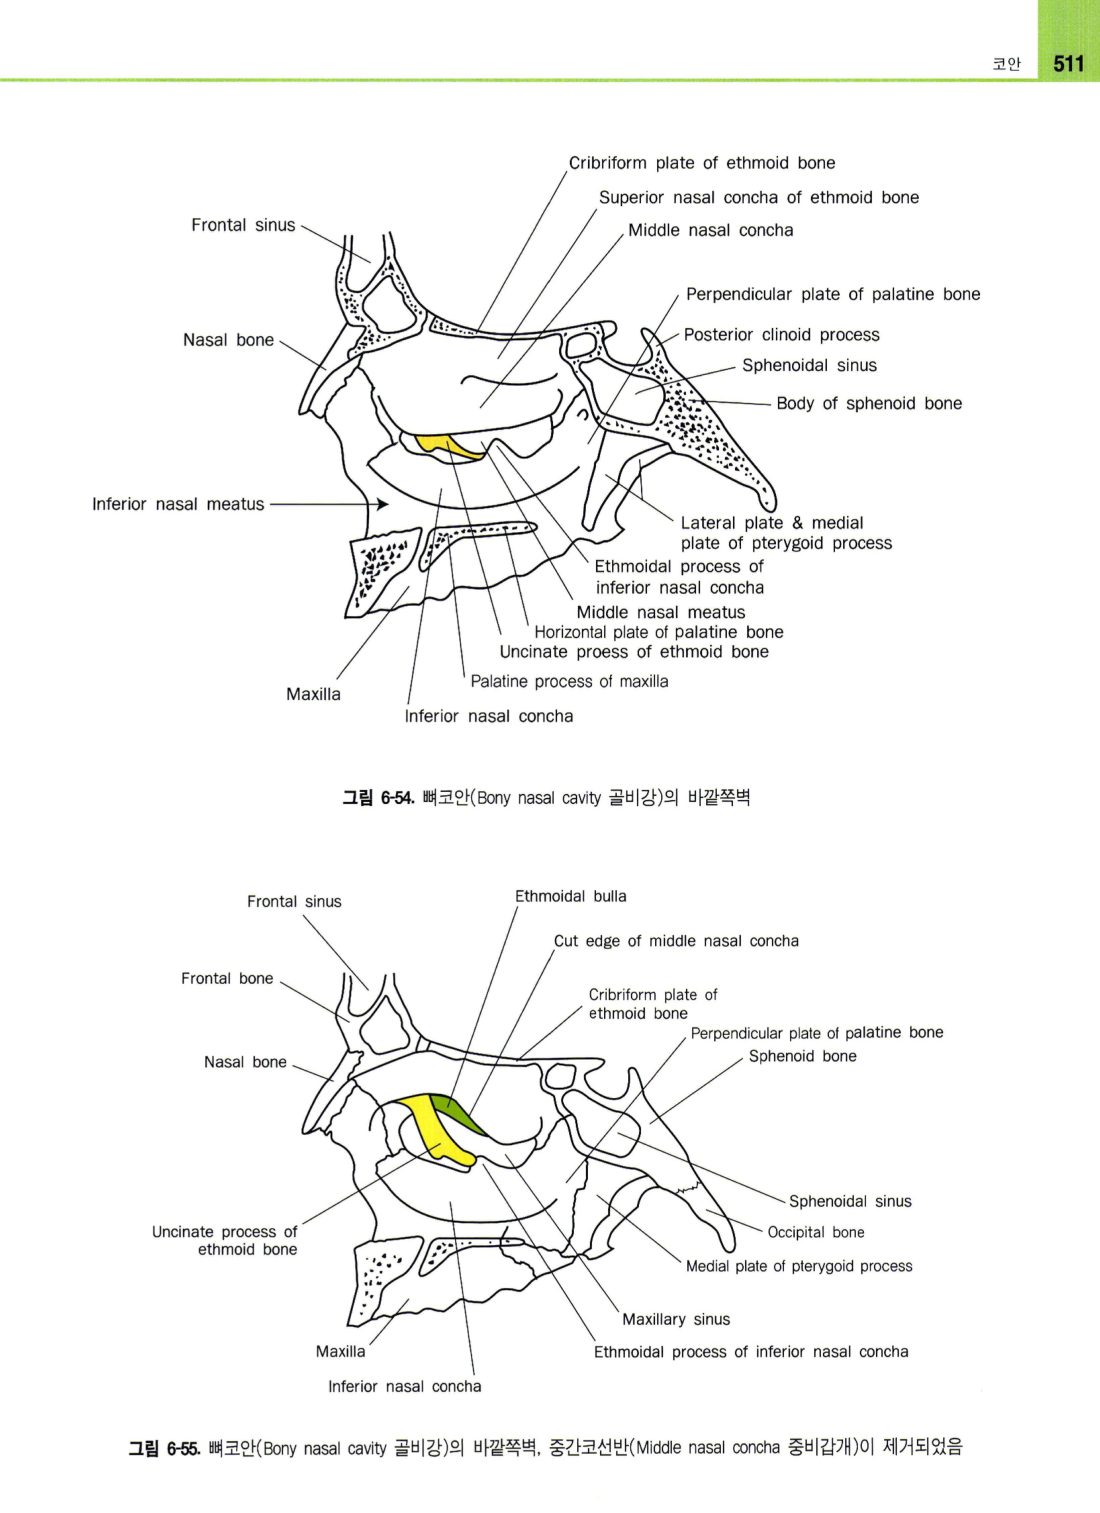 코안 511
Cribriform plate of ethmoid bone
Superior nasal concha of ethmoid bone
Frontal sinus
Middle nasal concha
Perpendicular plate of palatine bone
Nasal bone
Posterior clinoid process
Sphenoidal sinus
Body of sphenoid bone
Inferior nasal meatus
Lateral plate & medial
plate of pterygoid process
Ethmoidal process of
inferior nasal concha
Middle nasal meatus
Horizontal plate of palatine bone
Uncinate proess of ethmoid bone
Palatine process of maxilla
Maxilla
Inferior nasal concha
그림 6-54. 뼈코안(Bony nasal cavity 골비강)의 바깥쪽벽
Frontal sinus
Ethmoidal bulla
Cut edge of middle nasal concha
Frontal bone
Cribriform plate of
ethmoid bone
Perpendicular plate of palatine bone
Nasal bone
Sphenoid bone
Sphenoidal sinus
Uncinate process of
ethmoid bone
Occipital bone
Medial plate of pterygoid process
Maxillary sinus
Maxilla
Ethmoidal process of inferior nasal concha
Inferior nasal concha
그림 6-55. 뼈코안(Bony nasal cavity 골비강)의 바깥쪽벽, 중간코선반(Middle nasal concha 중비갑개)이 제거되었음